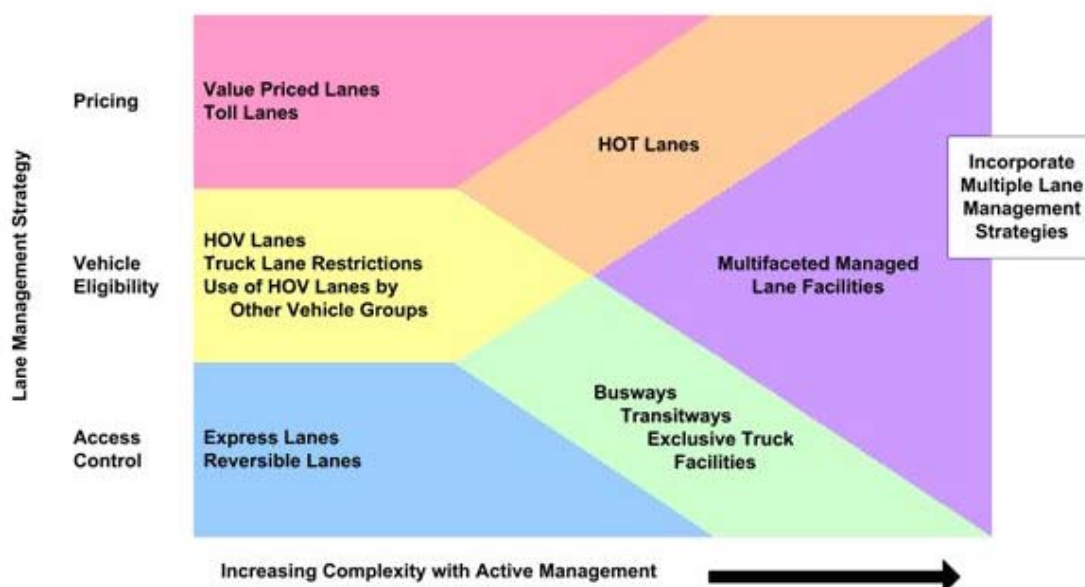 Lane Management Strategy
Pricing
Value Priced Lanes
Toll Lanes
HOT Lanes
Incorporate
Multiple Lane
Management
Strategies
Vehicle
Eligibility
HOV Lanes
Truck Lane Restrictions
Use of HOV Lanes by
Other Vehicle Groups
Multifaceted Managed
Lane Facilities
Access
Control
Express Lanes
Reversible Lanes
Busways
Transitways
Exclusive Truck
Facilities
Increasing Complexity with Active Management